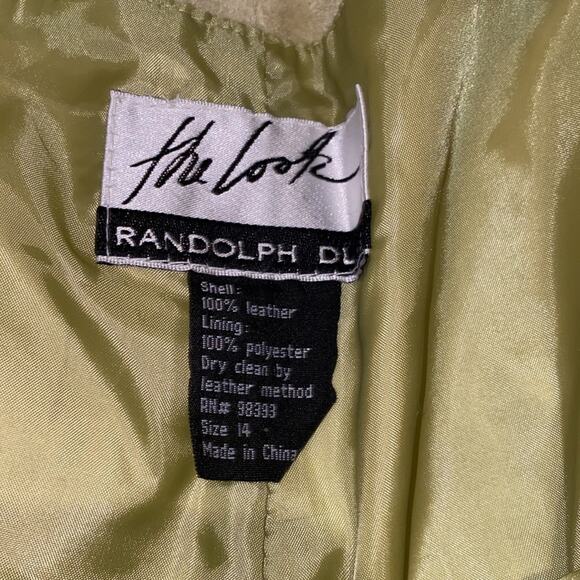 the look
RANDOLPH DU
Shell:
100% leather
Lining:
100% polyester
Dry clean by
leather method
RN# 98393
Size 14
Made in China